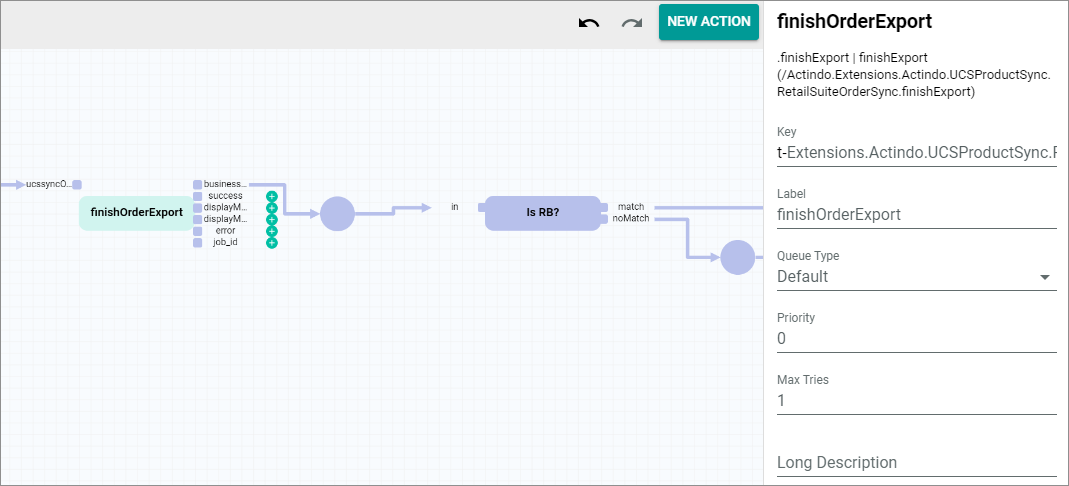 NEW ACTION
ucssyncO...
finishOrderExport
business...
success
displayM...
displayM...
error
job_id
in
Is RB?
match
noMatch
finishOrderExport
.finishExport | finishExport
(/Actindo.Extensions.Actindo.UCSProductSync.
RetailSuiteOrderSync.finishExport)
Key
t-Extensions.Actindo.UCSProductSync.F
Label
finishOrderExport
Queue Type
Default
Priority
0
Max Tries
1
Long Description